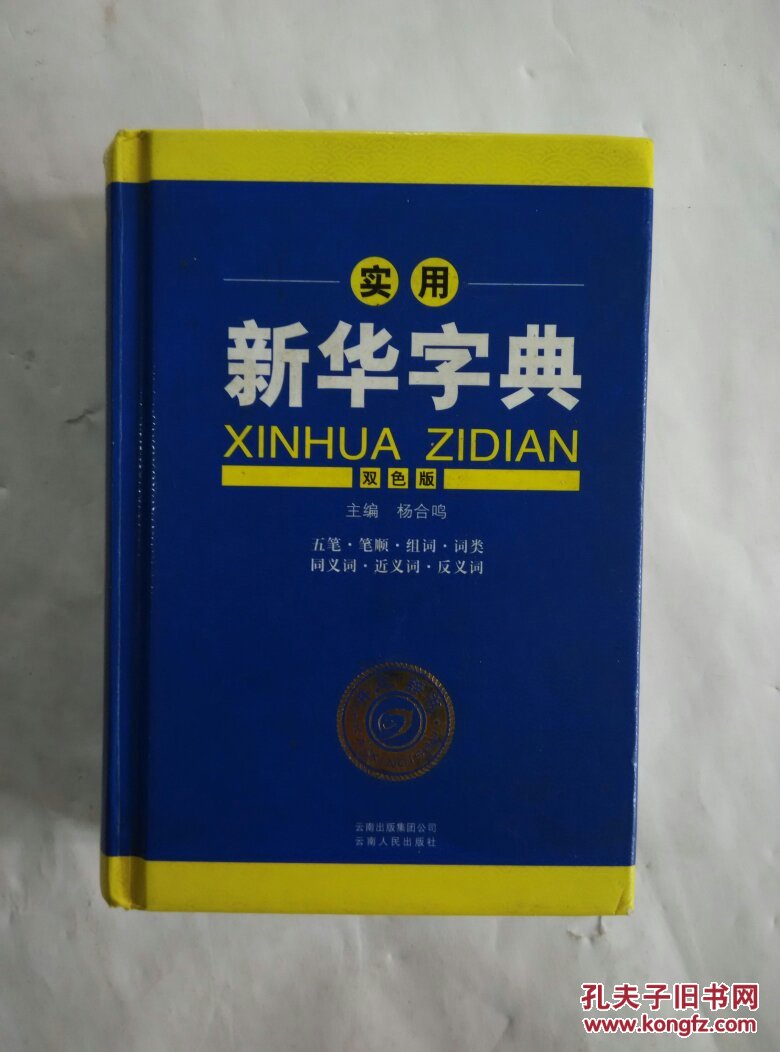 实用
新华字典
XINHUA ZIDIAN
双色版
主编 杨合鸣
五笔·笔顺·组词·词类
同义词·近义词·反义词
云南出版集团公司
云南人民出版社
孔夫子旧书网
www.kongfz.com